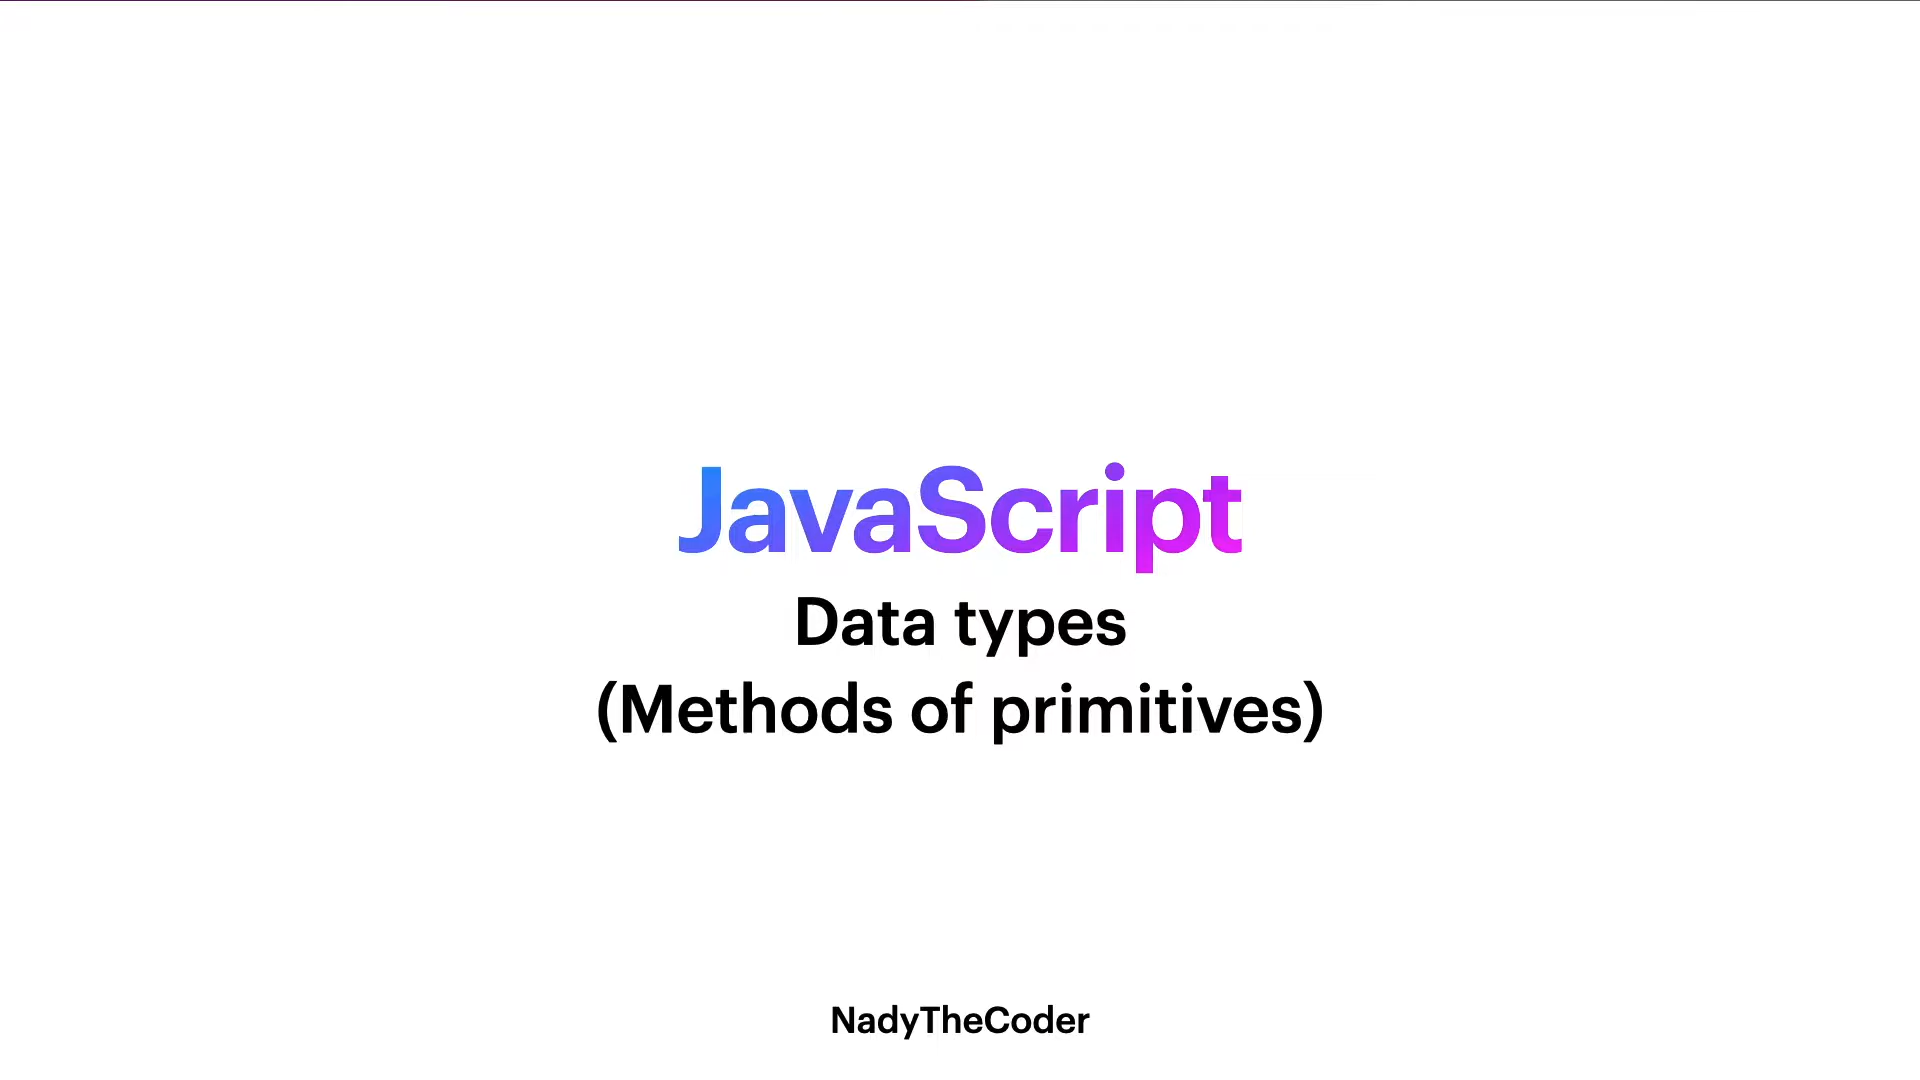 JavaScript
Data types
(Methods of primitives)
NadyTheCoder